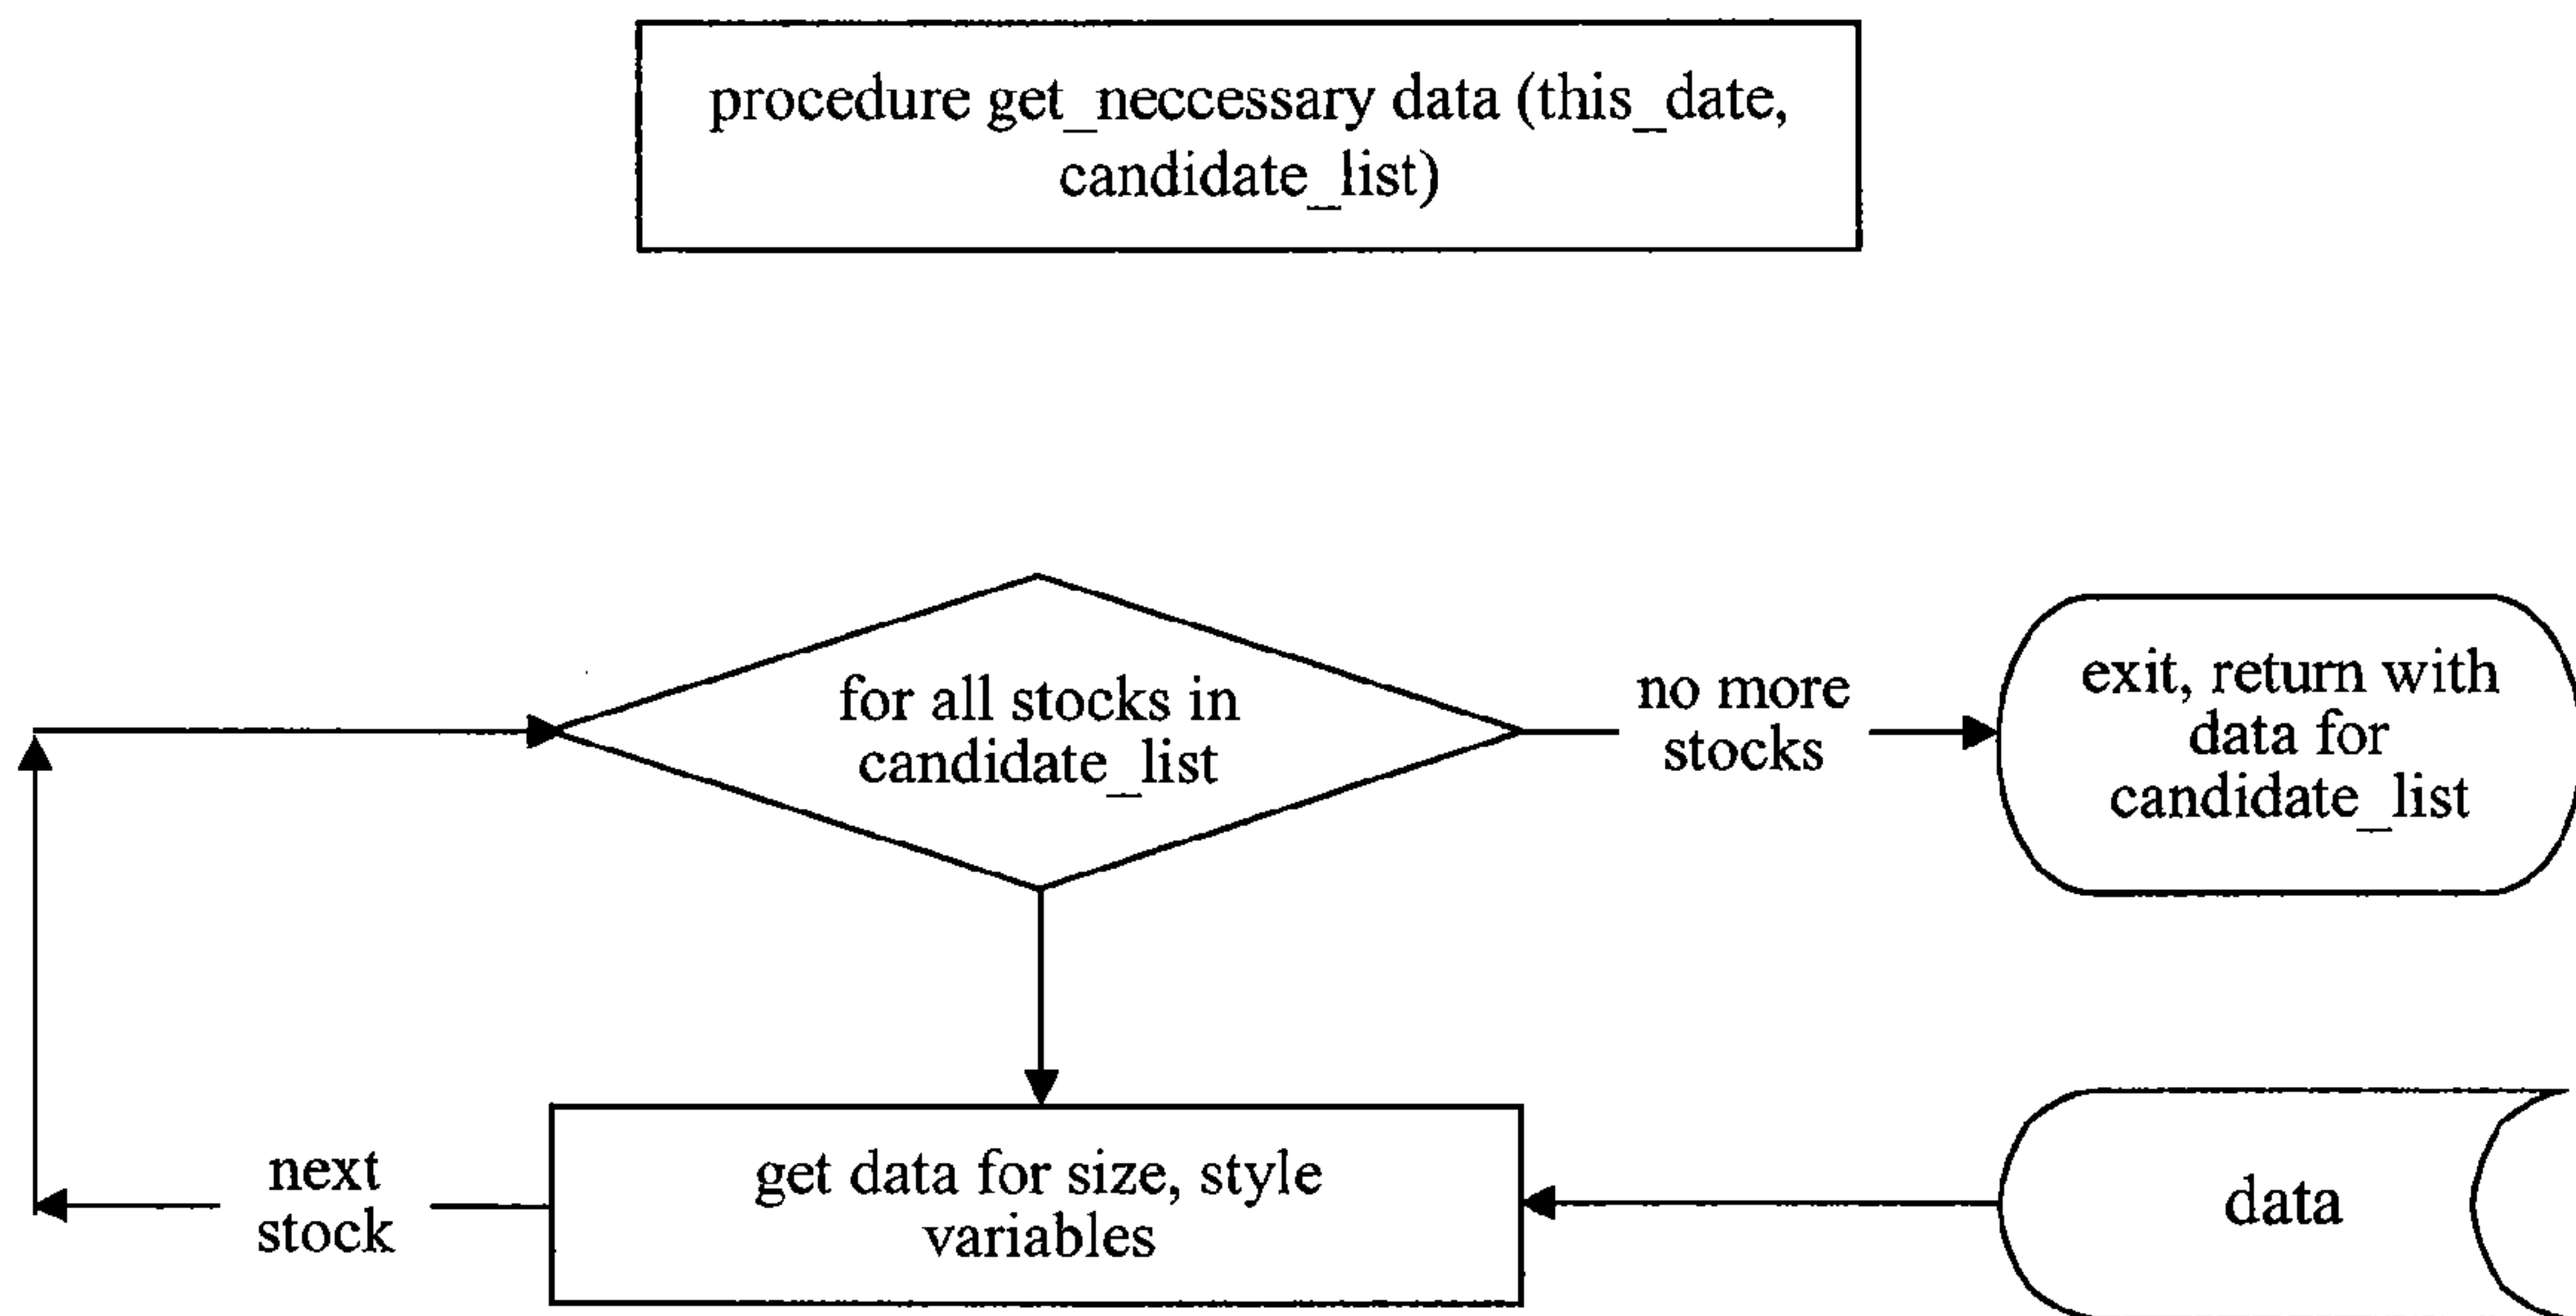 procedure get_neccessary data (this_date,
candidate_list)
for all stocks in
candidate_list
no more
stocks
exit, return with
data for
candidate_list
next
stock
get data for size, style
variables
data